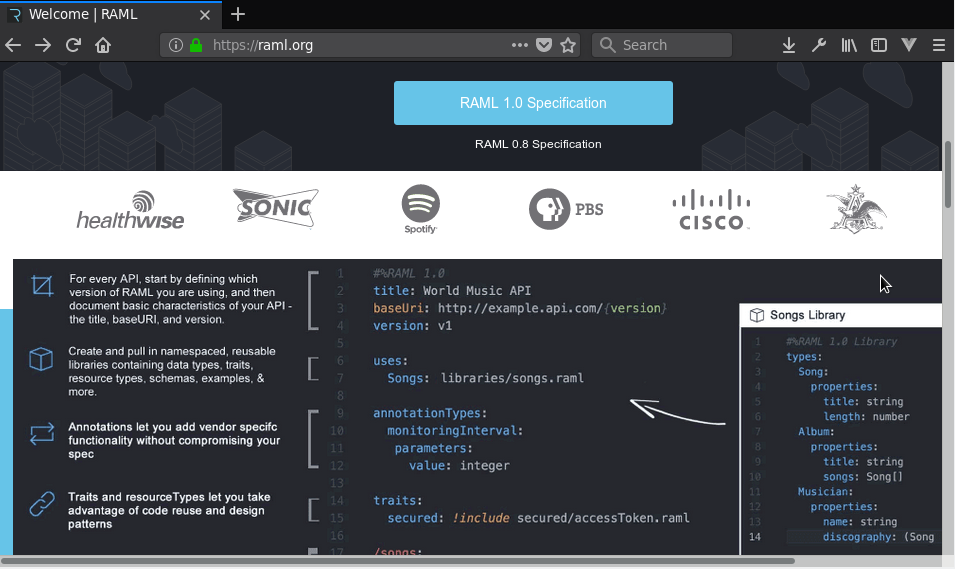 Welcome | RAML
https://raml.org
Search
RAML 1.0 Specification
RAML 0.8 Specification
healthwise
SONIC
Spotify
PBS
CISCO
For every API, start by defining which
version of RAML you are using, and then
document basic characteristics of your API -
the title, baseURI, and version.
Create and pull in namespaced, reusable
libraries containing data types, traits,
resource types, schemas, examples, &
more.
Annotations let you add vendor specifc
functionality without compromising your
spec
Traits and resourceTypes let you take
advantage of code reuse and design
patterns
1 #%RAML 1.0
2 title: World Music API
3 baseUri: http://example.api.com/{version}
4 version: v1
5
6 uses:
7 Songs: libraries/songs.raml
8
9 annotationTypes:
10 monitoringInterval:
11 parameters:
12 value: integer
13
14 traits:
15 secured: !include secured/accessToken.raml
16
17 /songs:
Songs Library
1 #%RAML 1.0 Library
2 types:
3 Song:
4 properties:
5 title: string
6 length: number
7 Album:
8 properties:
9 title: string
10 songs: Song[]
11 Musician:
12 properties:
13 name: string
14 discography: (Song